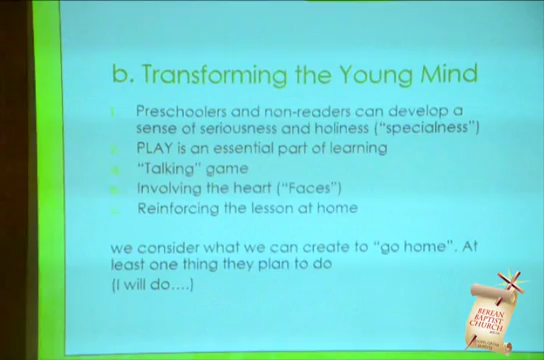 b. Transforming the Young Mind
Preschoolers and non-readers can develop a
sense of seriousness and holiness ("specialness")
PLAY is an essential part of learning
"Talking" game
Involving the heart ("Faces")
Reinforcing the lesson at home
we consider what we can create to "go home". At
least one thing they plan to do
(I will do....)
BEREAN
BAPTIST
CHURCH